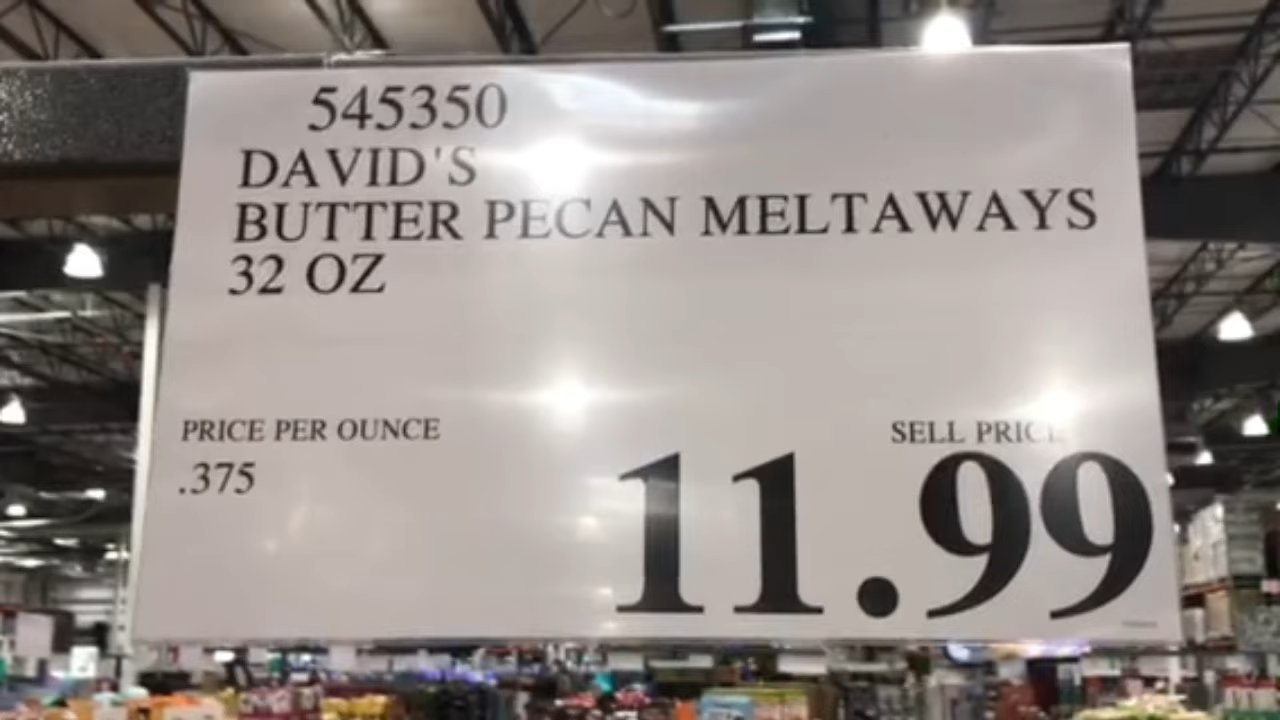 545350
DAVID'S
BUTTER PECAN MELTAWAYS
32 OZ
PRICE PER OUNCE
.375
SELL PRICE
11.99